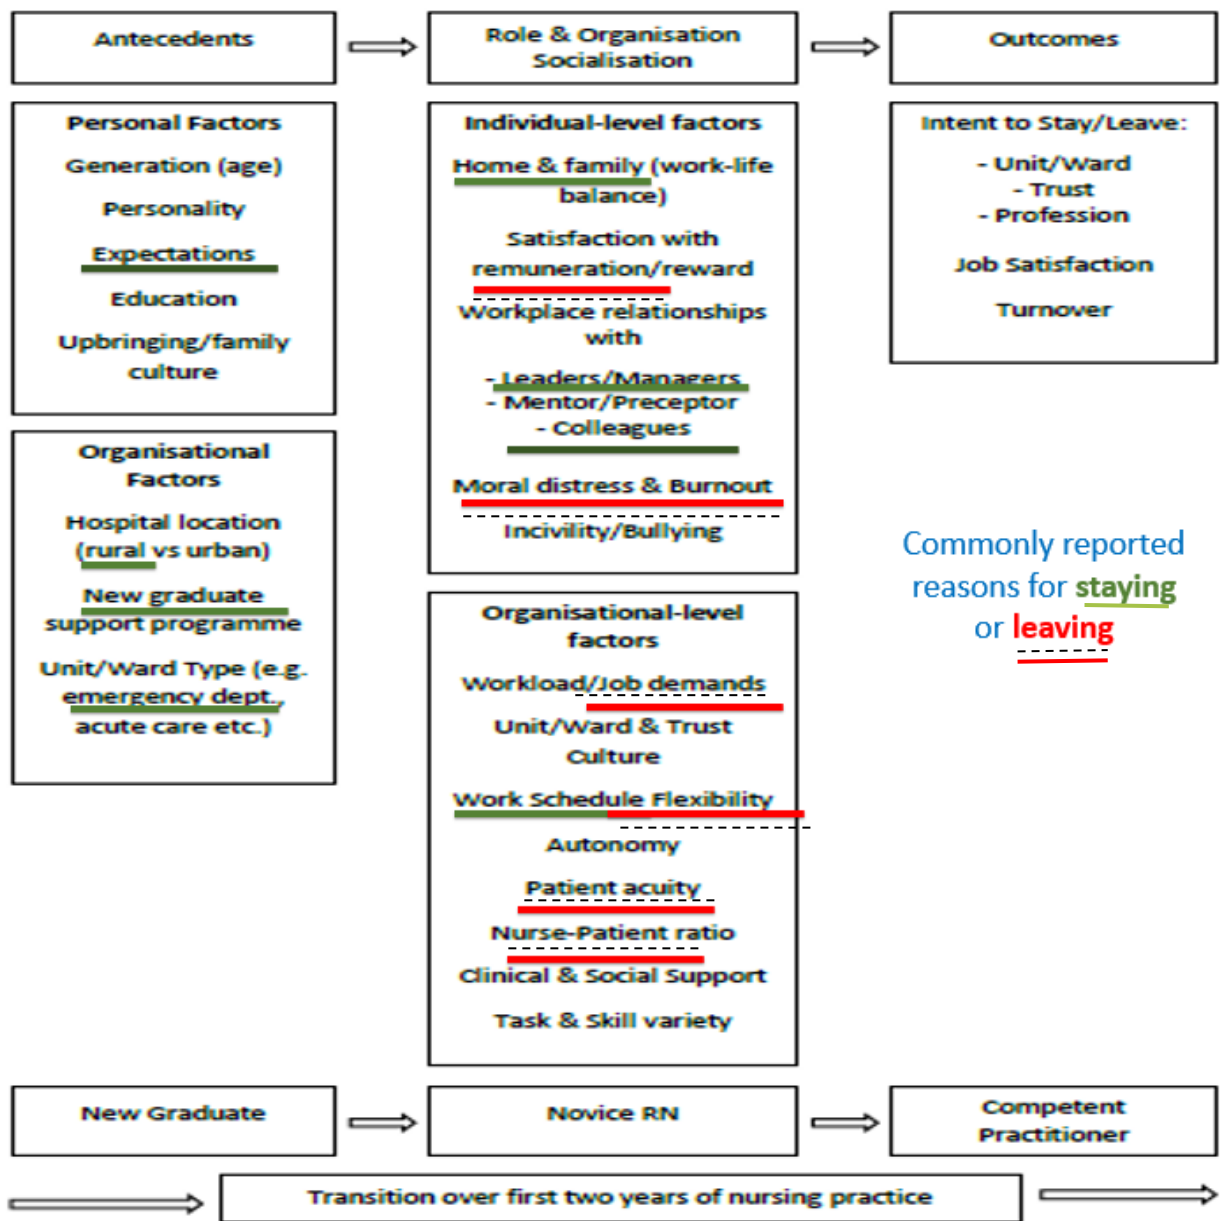 Antecedents
Role & Organisation
Socialisation
Outcomes
Personal Factors
Generation (age)
Personality
Expectations
Education
Upbringing/family
culture
Organisational
Factors
Hospital location
(rural vs urban)
New graduate
support programme
Unit/Ward Type (e.g.
emergency dept.,
acute care etc.)
Individual-level factors
Home & family (work-life
balance)
Satisfaction with
remuneration/reward
Workplace relationships
with
- Leaders/Managers
- Mentor/Preceptor
- Colleagues
Moral distress & Burnout
Incivility/Bullying
Organisational-level
factors
Workload/Job demands
Unit/Ward & Trust
Culture
Work Schedule Flexibility
Autonomy
Patient acuity
Nurse-Patient ratio
Clinical & Social Support
Task & Skill variety
Intent to Stay/Leave:
- Unit/Ward
- Trust
- Profession
Job Satisfaction
Turnover
Commonly reported
reasons for staying
or leaving
New Graduate
Novice RN
Competent
Practitioner
Transition over first two years of nursing practice